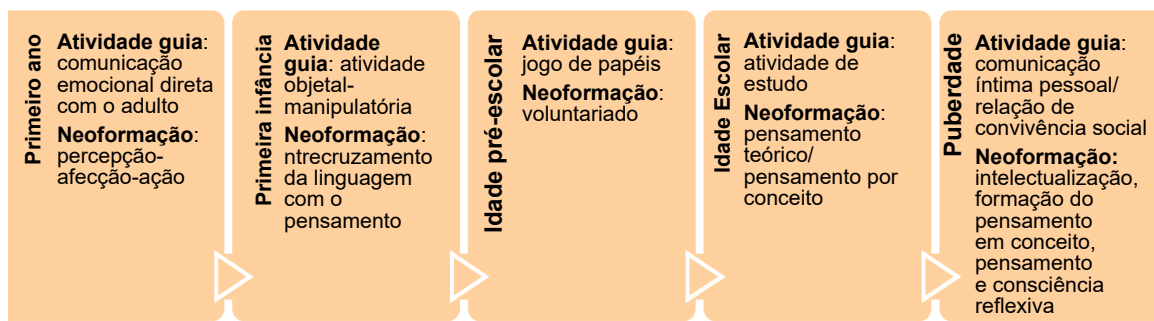 Primeiro ano
Atividade guia:
comunicação
emocional direta
com o adulto
Neoformação:
percepção-
afecção-ação
Primeira infância
Atividade
guia: atividade
objetal-
manipulatória
Neoformação:
ntrecruzamento
da linguagem
com o
pensamento
Idade pré-escolar
Atividade guia:
jogo de papéis
Neoformação:
voluntariado
Idade Escolar
Atividade guia:
atividade de
estudo
Neoformação:
pensamento
teórico/
pensamento por
conceito
Puberdade
Atividade guia:
comunicação
íntima pessoal/
relação de
convivência social
Neoformação:
intelectualização,
formação do
pensamento
em conceito,
pensamento
e consciência
reflexiva